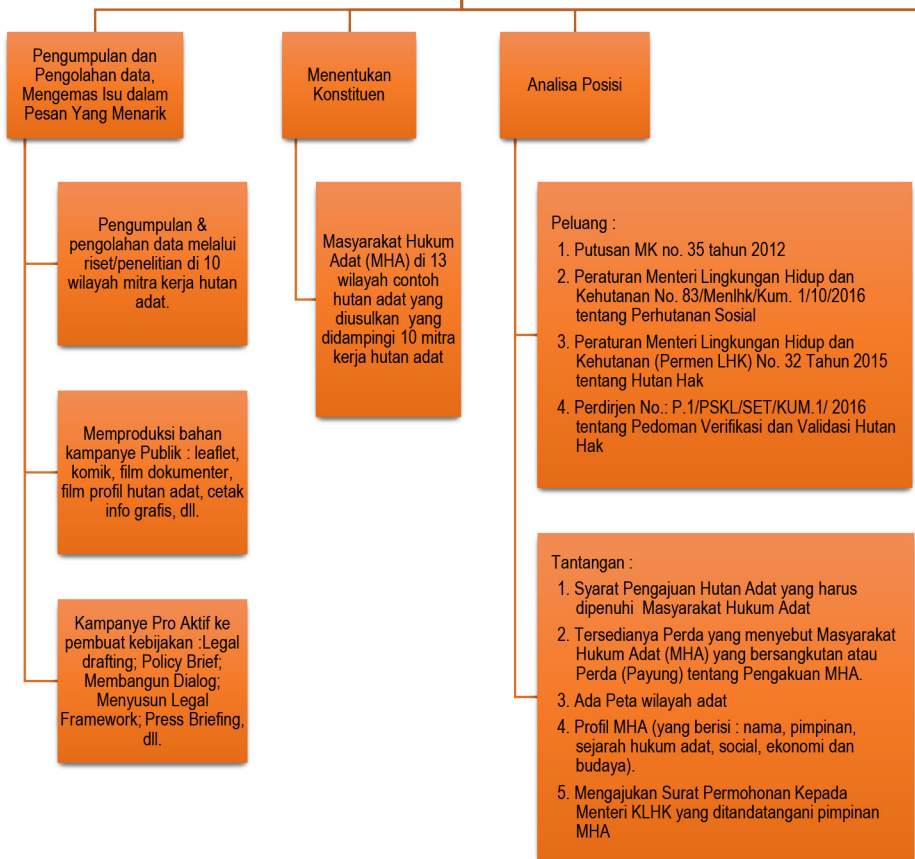 Pengumpulan dan
Pengolahan data,
Mengemas Isu dalam
Pesan Yang Menarik
Pengumpulan &
pengolahan data melalui
riset/penelitian di 10
wilayah mitra kerja hutan
adat.
Memproduksi bahan
kampanye Publik : leaflet,
komik, film dokumenter,
film profil hutan adat, cetak
info grafis, dll.
Kampanye Pro Aktif ke
pembuat kebijakan :Legal
drafting; Policy Brief;
Membangun Dialog;
Menyusun Legal
Framework; Press Briefing,
dll.
Menentukan
Konstituen
Masyarakat Hukum
Adat (MHA) di 13
wilayah contoh
hutan adat yang
diusulkan yang
didampingi 10 mitra
kerja hutan adat
Analisa Posisi
Peluang :
1. Putusan MK no. 35 tahun 2012
2. Peraturan Menteri Lingkungan Hidup dan
Kehutanan No. 83/Menlhk/Kum. 1/10/2016
tentang Perhutanan Sosial
3. Peraturan Menteri Lingkungan Hidup dan
Kehutanan (Permen LHK) No. 32 Tahun 2015
tentang Hutan Hak
4. Perdirjen No.: P.1/PSKL/SET/KUM.1/ 2016
tentang Pedoman Verifikasi dan Validasi Hutan
Hak
Tantangan :
1. Syarat Pengajuan Hutan Adat yang harus
dipenuhi Masyarakat Hukum Adat
2. Tersedianya Perda yang menyebut Masyarakat
Hukum Adat (MHA) yang bersangkutan atau
Perda (Payung) tentang Pengakuan MHA.
3. Ada Peta wilayah adat
4. Profil MHA (yang berisi : nama, pimpinan,
sejarah hukum adat, social, ekonomi dan
budaya).
5. Mengajukan Surat Permohonan Kepada
Menteri KLHK yang ditandatangani pimpinan
MHA